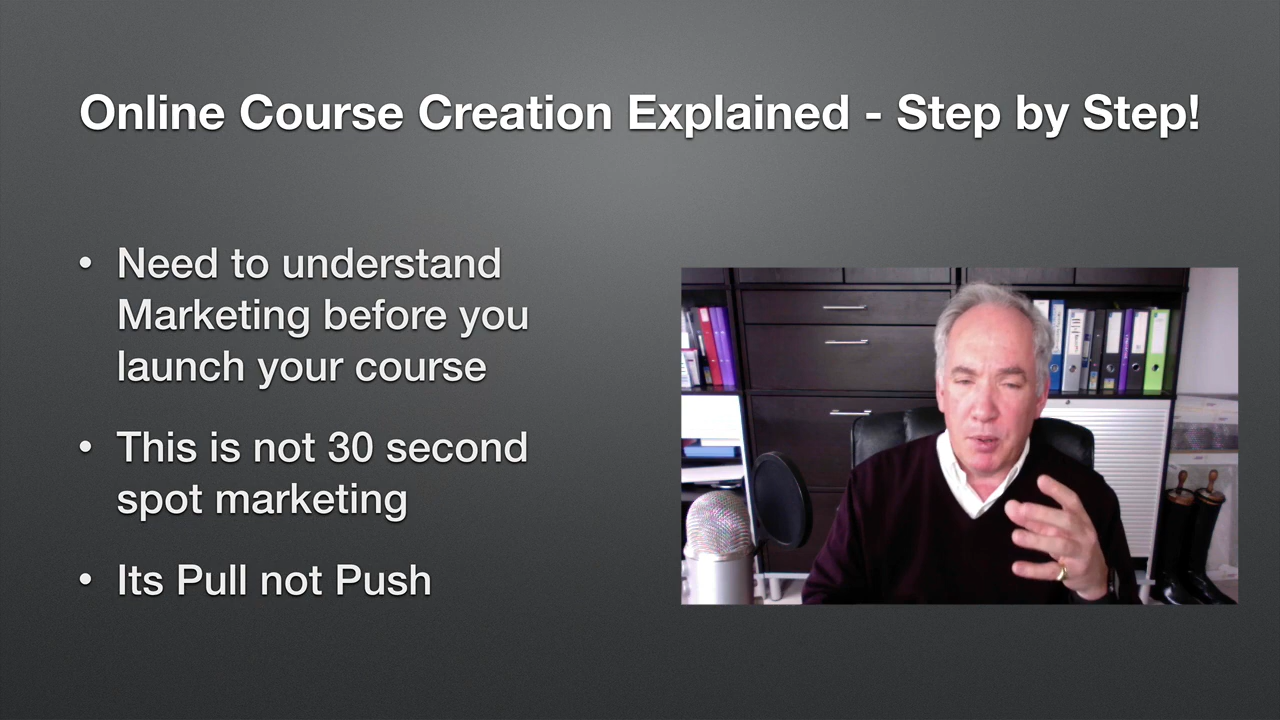 Online Course Creation Explained - Step by Step!
• Need to understand
Marketing before you
launch your course
• This is not 30 second
spot marketing
• Its Pull not Push